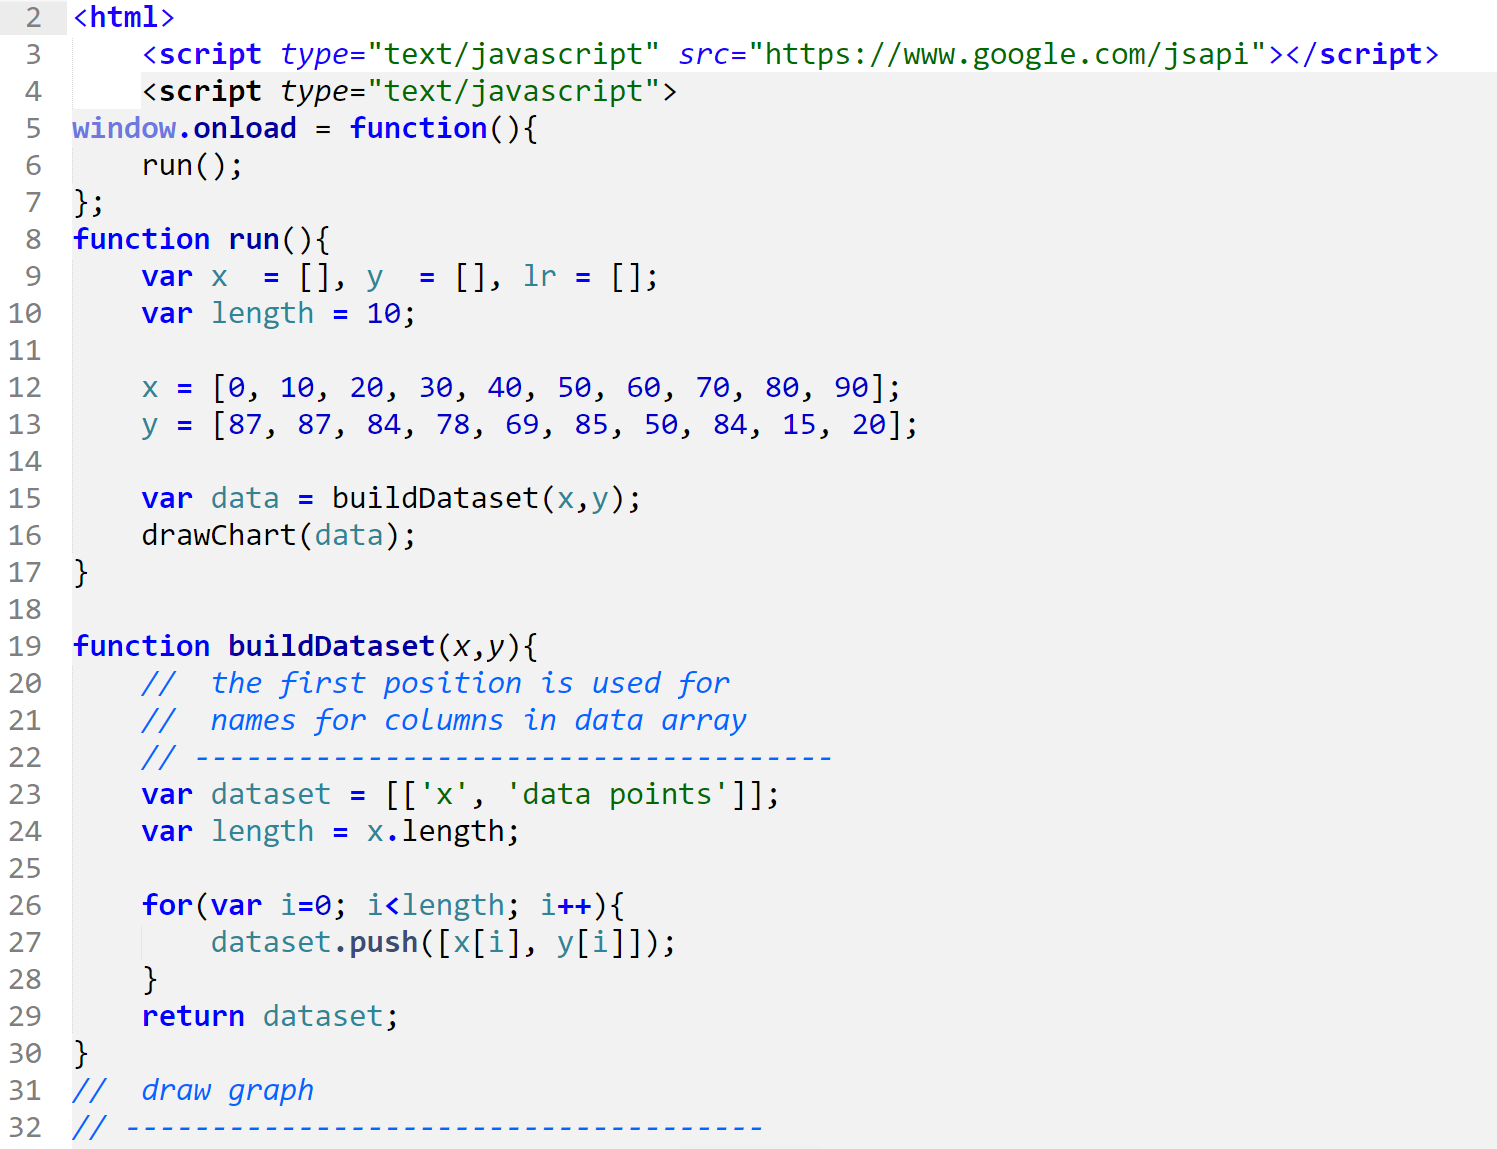 2 <html>
3     <script type="text/javascript" src="https://www.google.com/jsapi"></script>
4     <script type="text/javascript">
5 window.onload = function(){
6     run();
7 };
8 function run(){
9     var x  = [], y  = [], lr = [];
10     var length = 10;
11
12     x = [0, 10, 20, 30, 40, 50, 60, 70, 80, 90];
13     y = [87, 87, 84, 78, 69, 85, 50, 84, 15, 20];
14
15     var data = buildDataset(x,y);
16     drawChart(data);
17 }
18
19 function buildDataset(x,y){
20     //  the first position is used for
21     //  names for columns in data array
22     // -------------------------------------
23     var dataset = [['x', 'data points']];
24     var length = x.length;
25
26     for(var i=0; i<length; i++){
27         dataset.push([x[i], y[i]]);
28     }
29     return dataset;
30 }
31 //  draw graph
32 // -------------------------------------